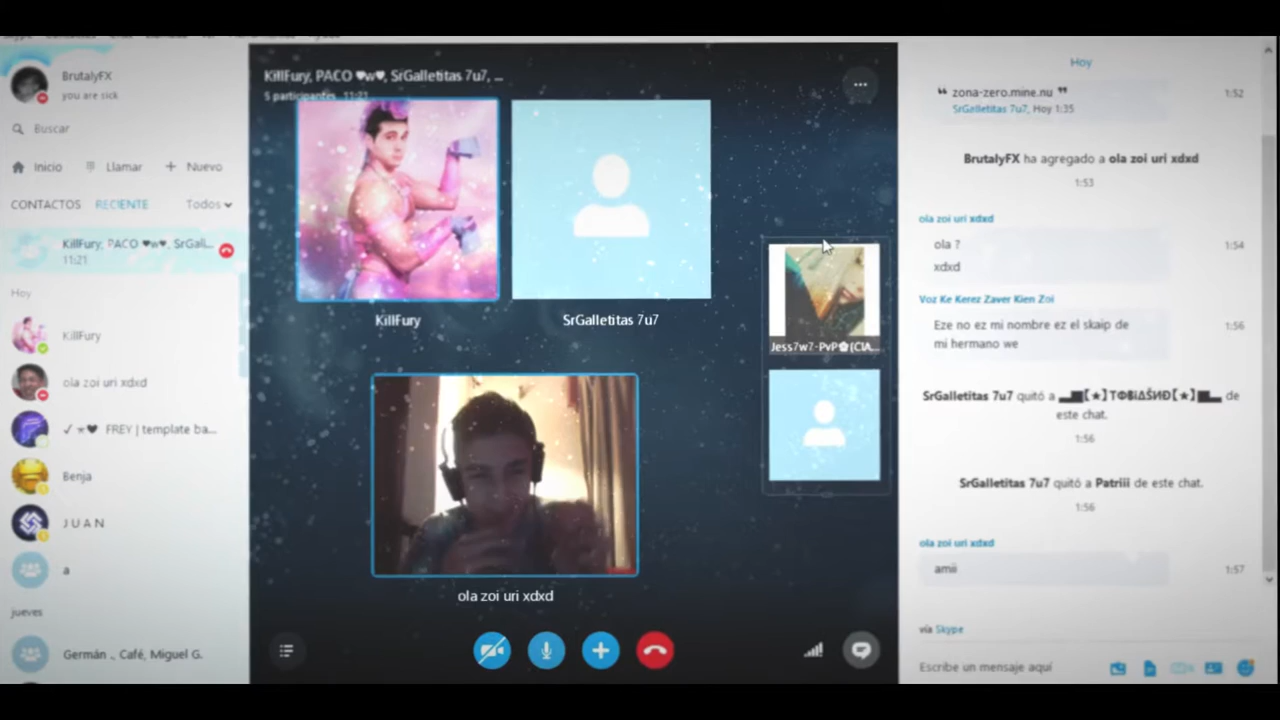 BrutalyFX
you are sick
Buscar
Inicio
Llamar
Nuevo
CONTACTOS
RECIENTE
Todos
KillFury, PACO ♥w♥, SrGall...
11:21
Hoy
KillFury
ola zoi uri xdxd
✓ ★♥ FREY | template ba...
Benja
J U A N
a
jueves
Germán ., Café, Miguel G.
KillFury, PACO ♥w♥, SrGalletitas 7u7, ...
5 participantes 11:21
KillFury
SrGalletitas 7u7
Jess7w7-PvP✿(ClA...
ola zoi uri xdxd
Hoy
❝ zona-zero.mine.nu ❞
1:52
SrGalletitas 7u7, Hoy 1:35
BrutalyFX ha agregado a ola zoi uri xdxd
1:53
ola zoi uri xdxd
ola ?
1:54
xdxd
Voz Ke Kerez Zaver Kien Zoi
Eze no ez mi nombre ez el skaip de
1:56
mi hermano we
SrGalletitas 7u7 quitó a ▃▅▇【★】TФBIΔŠИĐ【★】▇▅▃ de
este chat.
1:56
SrGalletitas 7u7 quitó a Patriii de este chat.
1:56
ola zoi uri xdxd
amii
1:57
vía Skype
Escribe un mensaje aquí